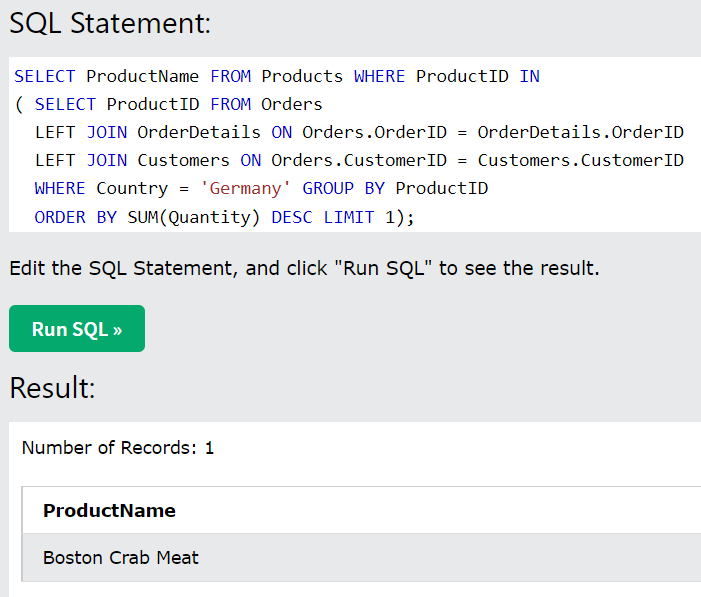 SQL Statement:
SELECT ProductName FROM Products WHERE ProductID IN
( SELECT ProductID FROM Orders
LEFT JOIN OrderDetails ON Orders.OrderID = OrderDetails.OrderID
LEFT JOIN Customers ON Orders.CustomerID = Customers.CustomerID
WHERE Country = 'Germany' GROUP BY ProductID
ORDER BY SUM(Quantity) DESC LIMIT 1);
Edit the SQL Statement, and click "Run SQL" to see the result.
Run SQL »
Result:
Number of Records: 1
ProductName
Boston Crab Meat